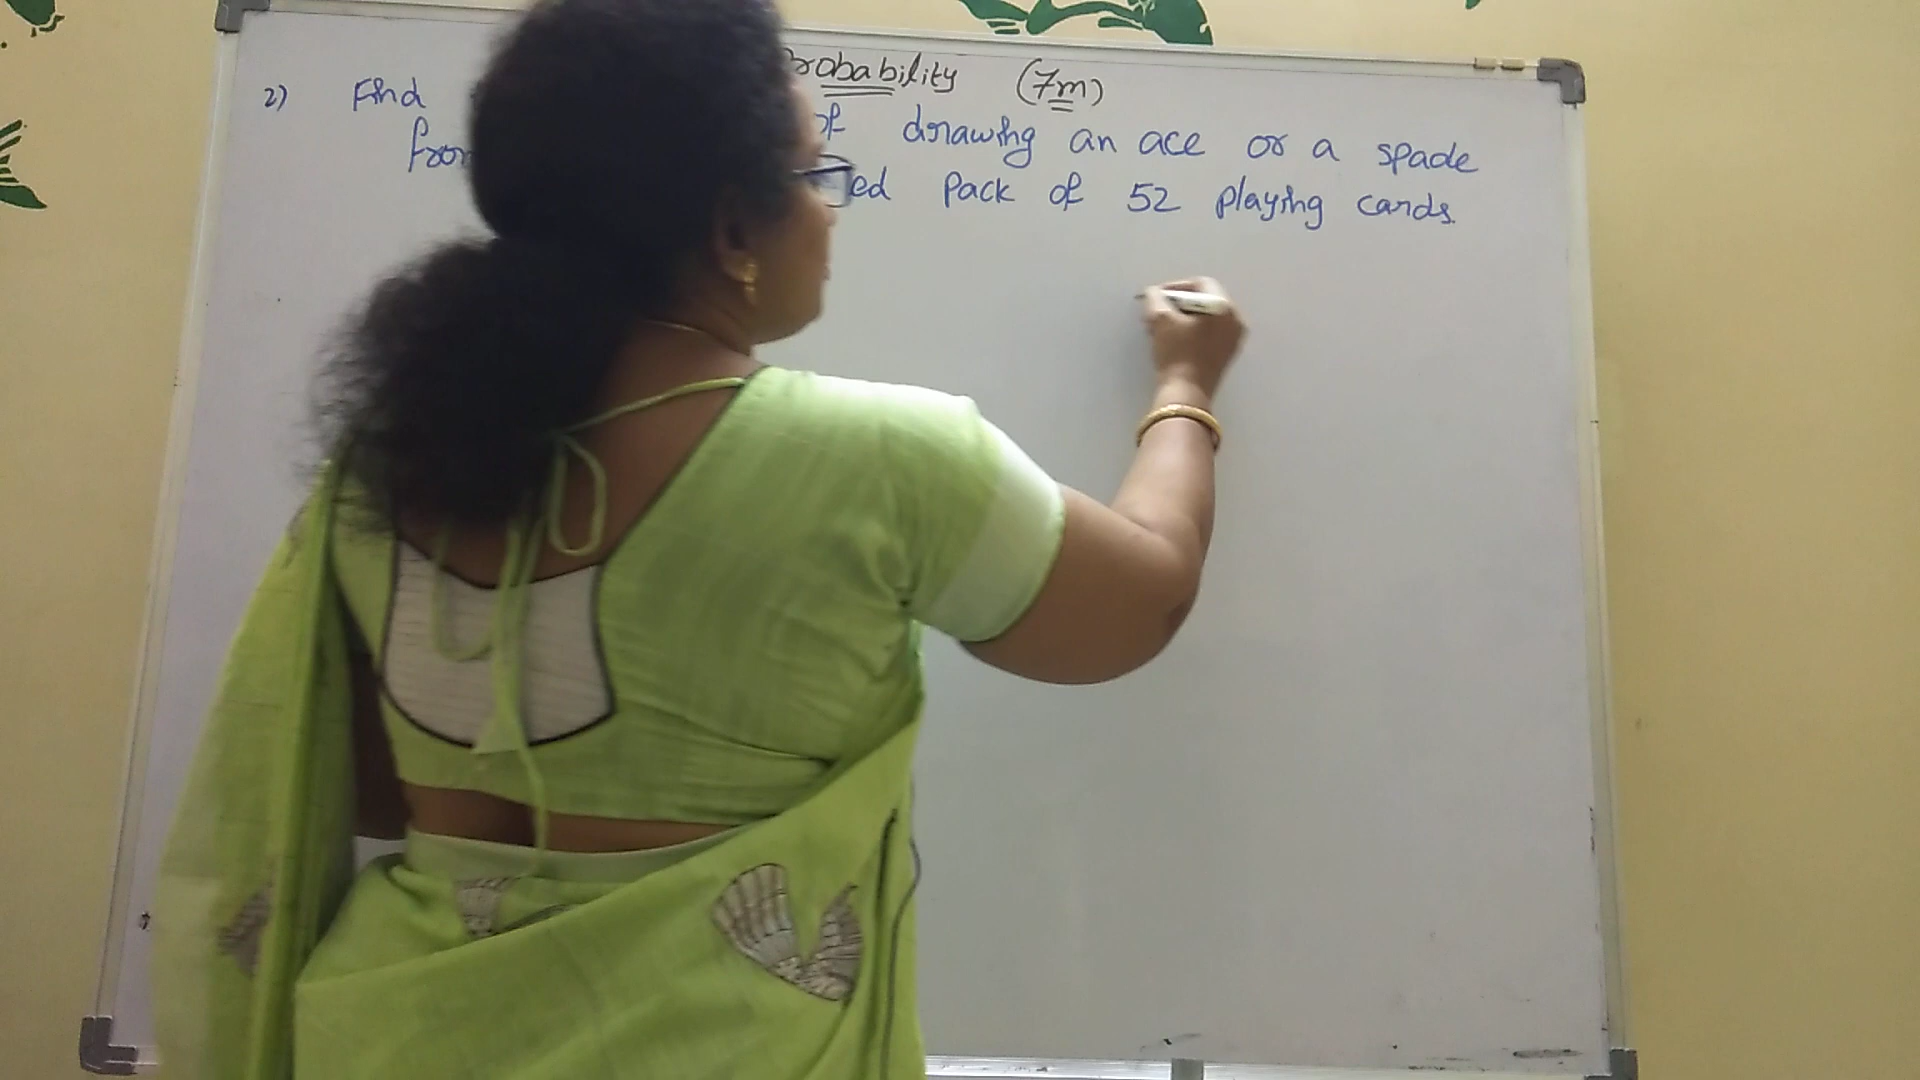 Probability (7m)
2) Find of drawing an ace or a spade
from ed pack of 52 playing cards.